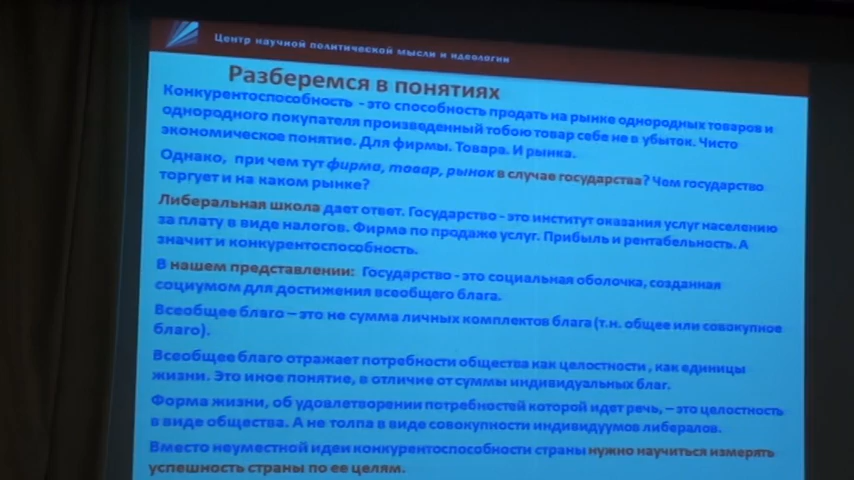 Центр научной политической мысли и идеологии
Разберемся в понятиях
Конкурентоспособность - это способность продать на рынке однородных товаров и
однородного покупателя произведенный тобою товар себе не в убыток. Чисто
экономическое понятие. Для фирмы. Товара. И рынка.
Однако, при чем тут фирма, товар, рынок в случае государства? Чем государство
торгует и на каком рынке?
Либеральная школа дает ответ. Государство - это институт оказания услуг населению
за плату в виде налогов. Фирма по продаже услуг. Прибыль и рентабельность. А
значит и конкурентоспособность.
В нашем представлении: Государство - это социальная оболочка, созданная
социумом для достижения всеобщего блага.
Всеобщее благо – это не сумма личных комплектов блага (т.н. общее или совокупное
благо).
Всеобщее благо отражает потребности общества как целостности , как единицы
жизни. Это иное понятие, в отличие от суммы индивидуальных благ.
Форма жизни, об удовлетворении потребностей которой идет речь, – это целостность
в виде общества. А не толпа в виде совокупности индивидуумов либералов.
Вместо неуместной идеи конкурентоспособности страны нужно научиться измерять
успешность страны по ее целям.